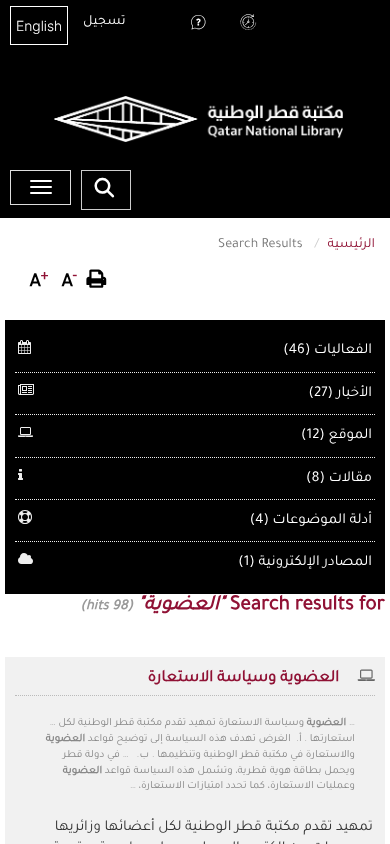 English
تسجيل
مكتبة قطر الوطنية
Qatar National Library
الرئيسية / Search Results
A+ A-
الفعاليات (46)
الأخبار (27)
الموقع (12)
مقالات (8)
أدلة الموضوعات (4)
المصادر الإلكترونية (1)
Search results for "العضوية" (98 hits)
العضوية وسياسة الاستعارة
... العضوية وسياسة الاستعارة تمهيد تقدم مكتبة قطر الوطنية لكل ...
استعارتها . أ. الغرض تهدف هذه السياسة إلى توضيح قواعد العضوية
والاستعارة في مكتبة قطر الوطنية وتنظيمها . ب. ... في دولة قطر
ويحمل بطاقة هوية قطرية، وتشمل هذه السياسة قواعد العضوية
وعمليات الاستعارة، كما تحدد امتيازات الاستعارة، ...
تمهيد تقدم مكتبة قطر الوطنية لكل أعضائها وزائريها